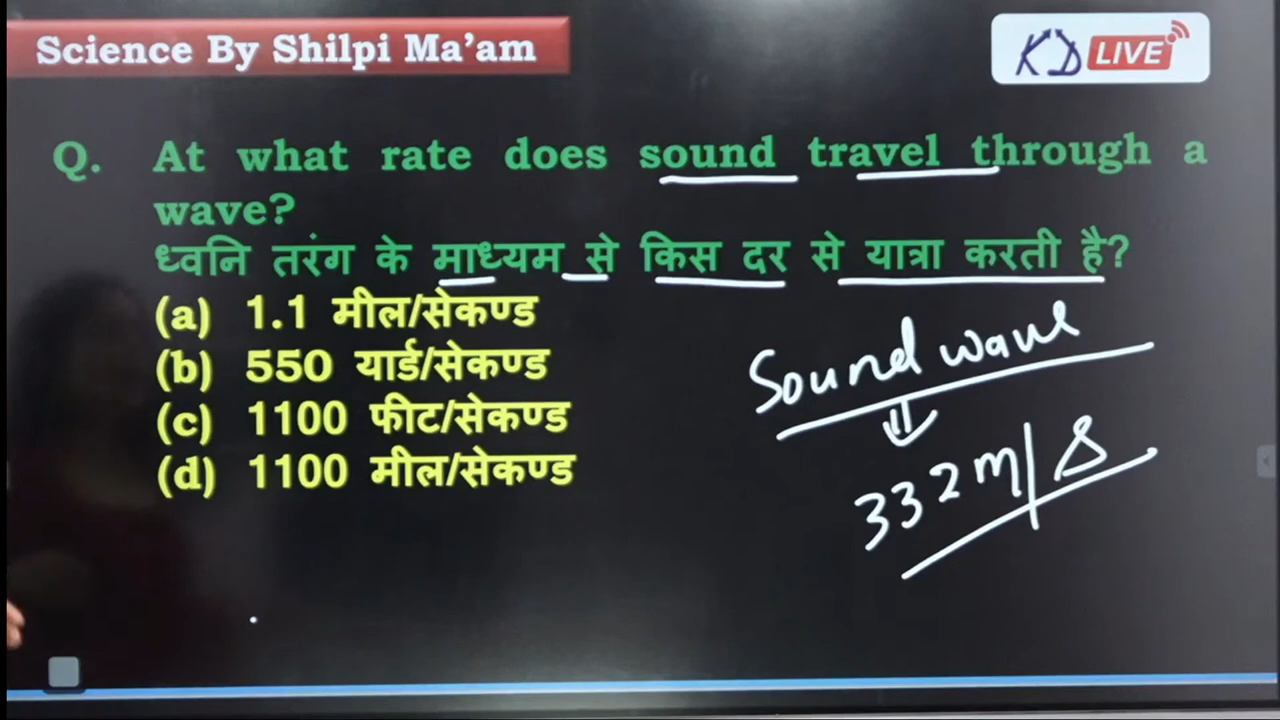 Science By Shilpi Ma’am
KD LIVE
Q. At what rate does sound travel through a
wave?
ध्वनि तरंग के माध्यम से किस दर से यात्रा करती है?
(a) 1.1 मील/सेकण्ड
(b) 550 यार्ड/सेकण्ड
(c) 1100 फीट/सेकण्ड
(d) 1100 मील/सेकण्ड
Sound wave
332 m/s